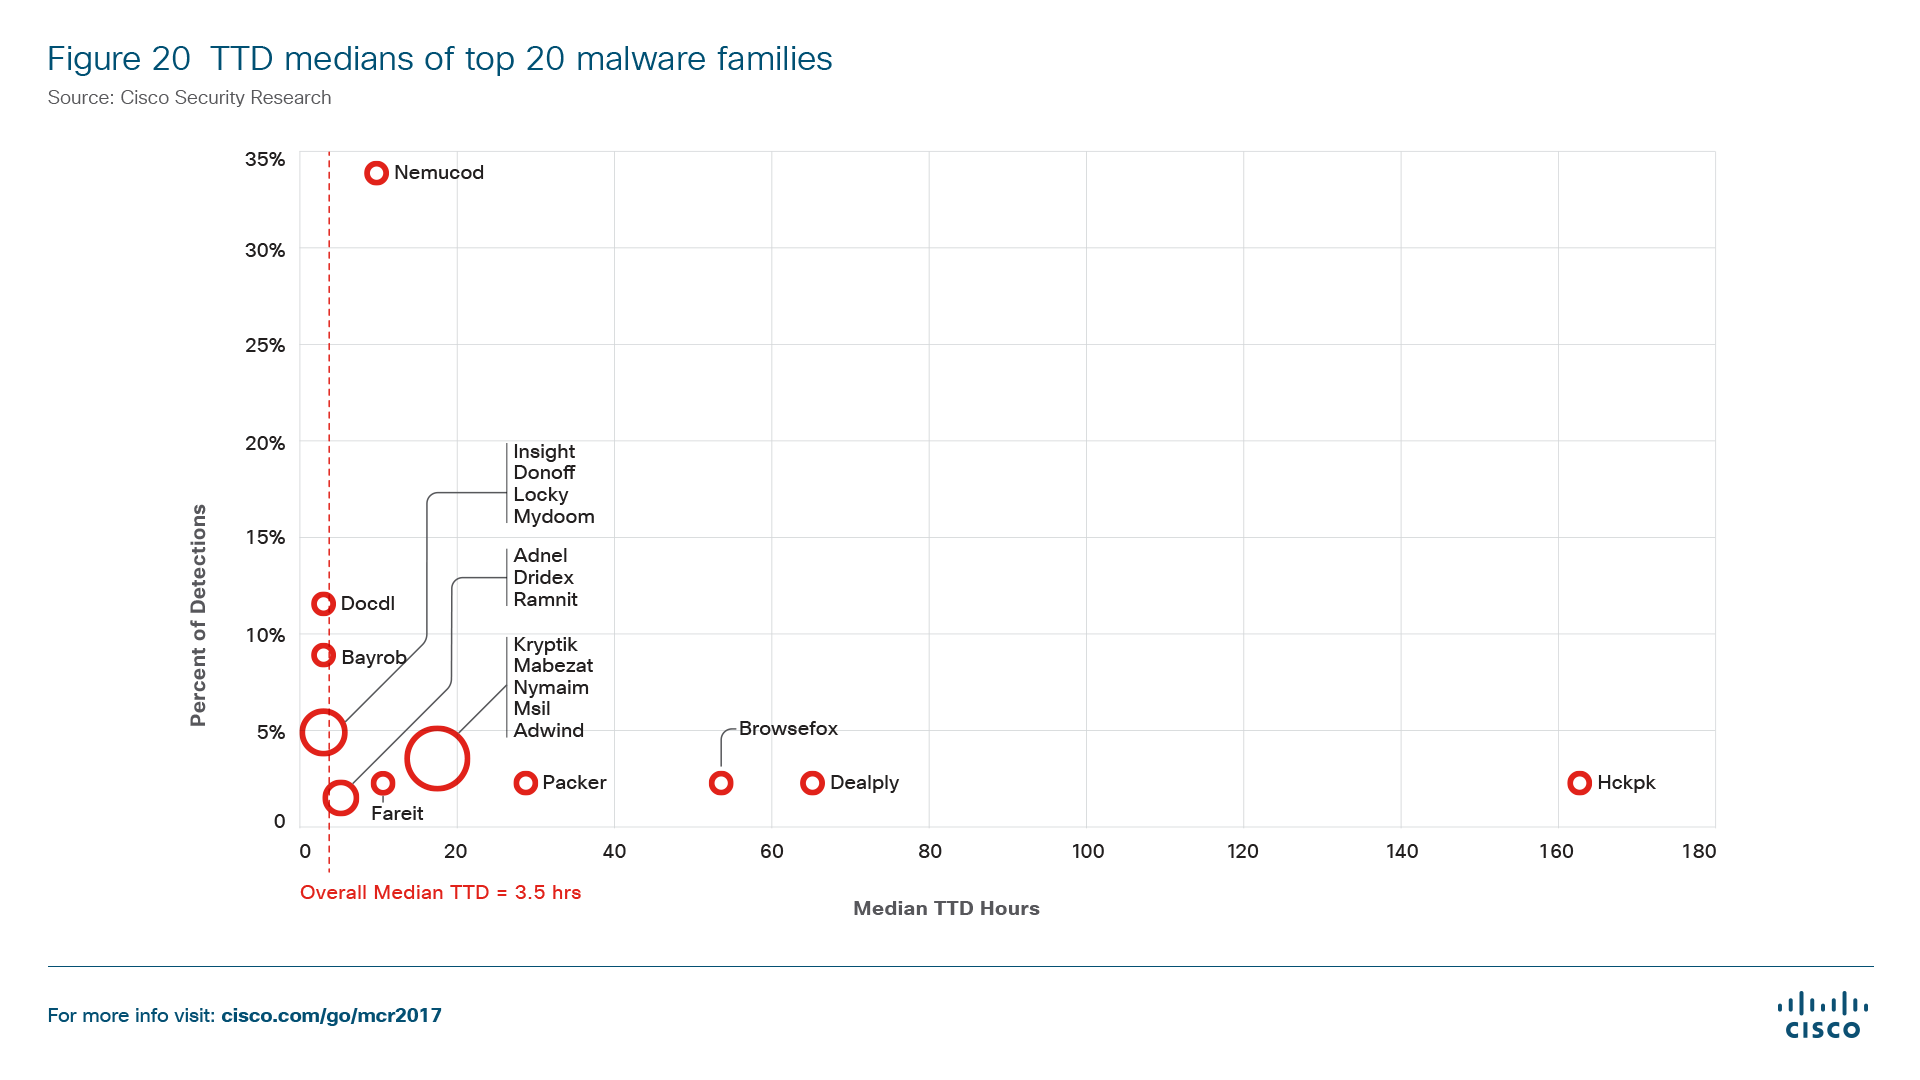 Figure 20  TTD medians of top 20 malware families
Source: Cisco Security Research
35%
Nemucod
30%
25%
20%
Insight
Donoff
Locky
Mydoom
15%
Adnel
Dridex
Ramnit
Docdl
10%
Kryptik
Mabezat
Nymaim
Msil
Adwind
Bayrob
Percent of Detections
5%
Browsefox
Packer
Dealply
Hckpk
Fareit
0
0 20 40 60 80 100 120 140 160 180
Overall Median TTD = 3.5 hrs
Median TTD Hours
For more info visit: cisco.com/go/mcr2017
CISCO